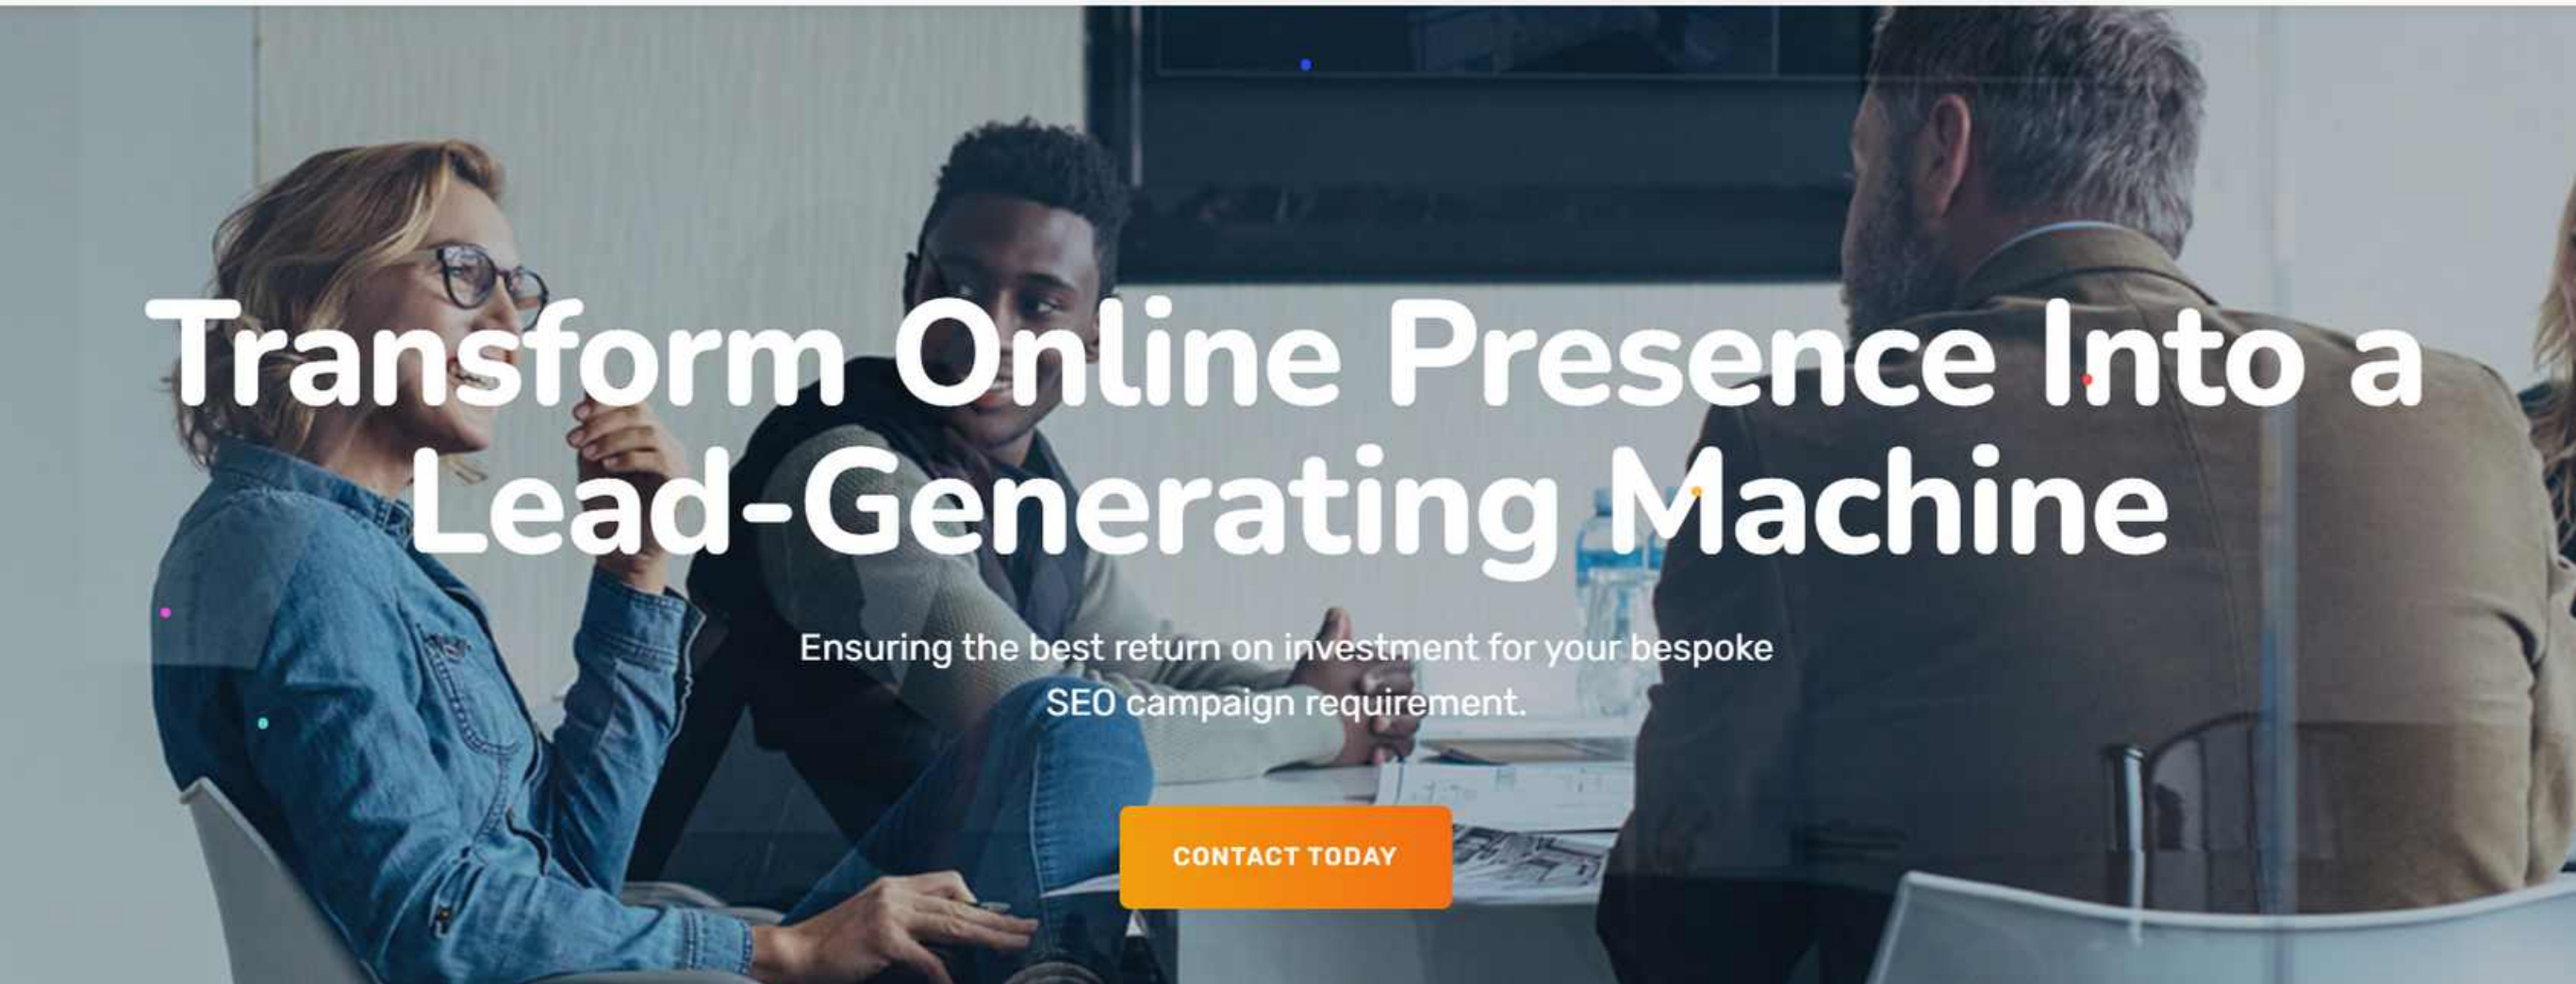 Transform Online Presence Into a
Lead-Generating Machine
Ensuring the best return on investment for your bespoke
SEO campaign requirement.
CONTACT TODAY